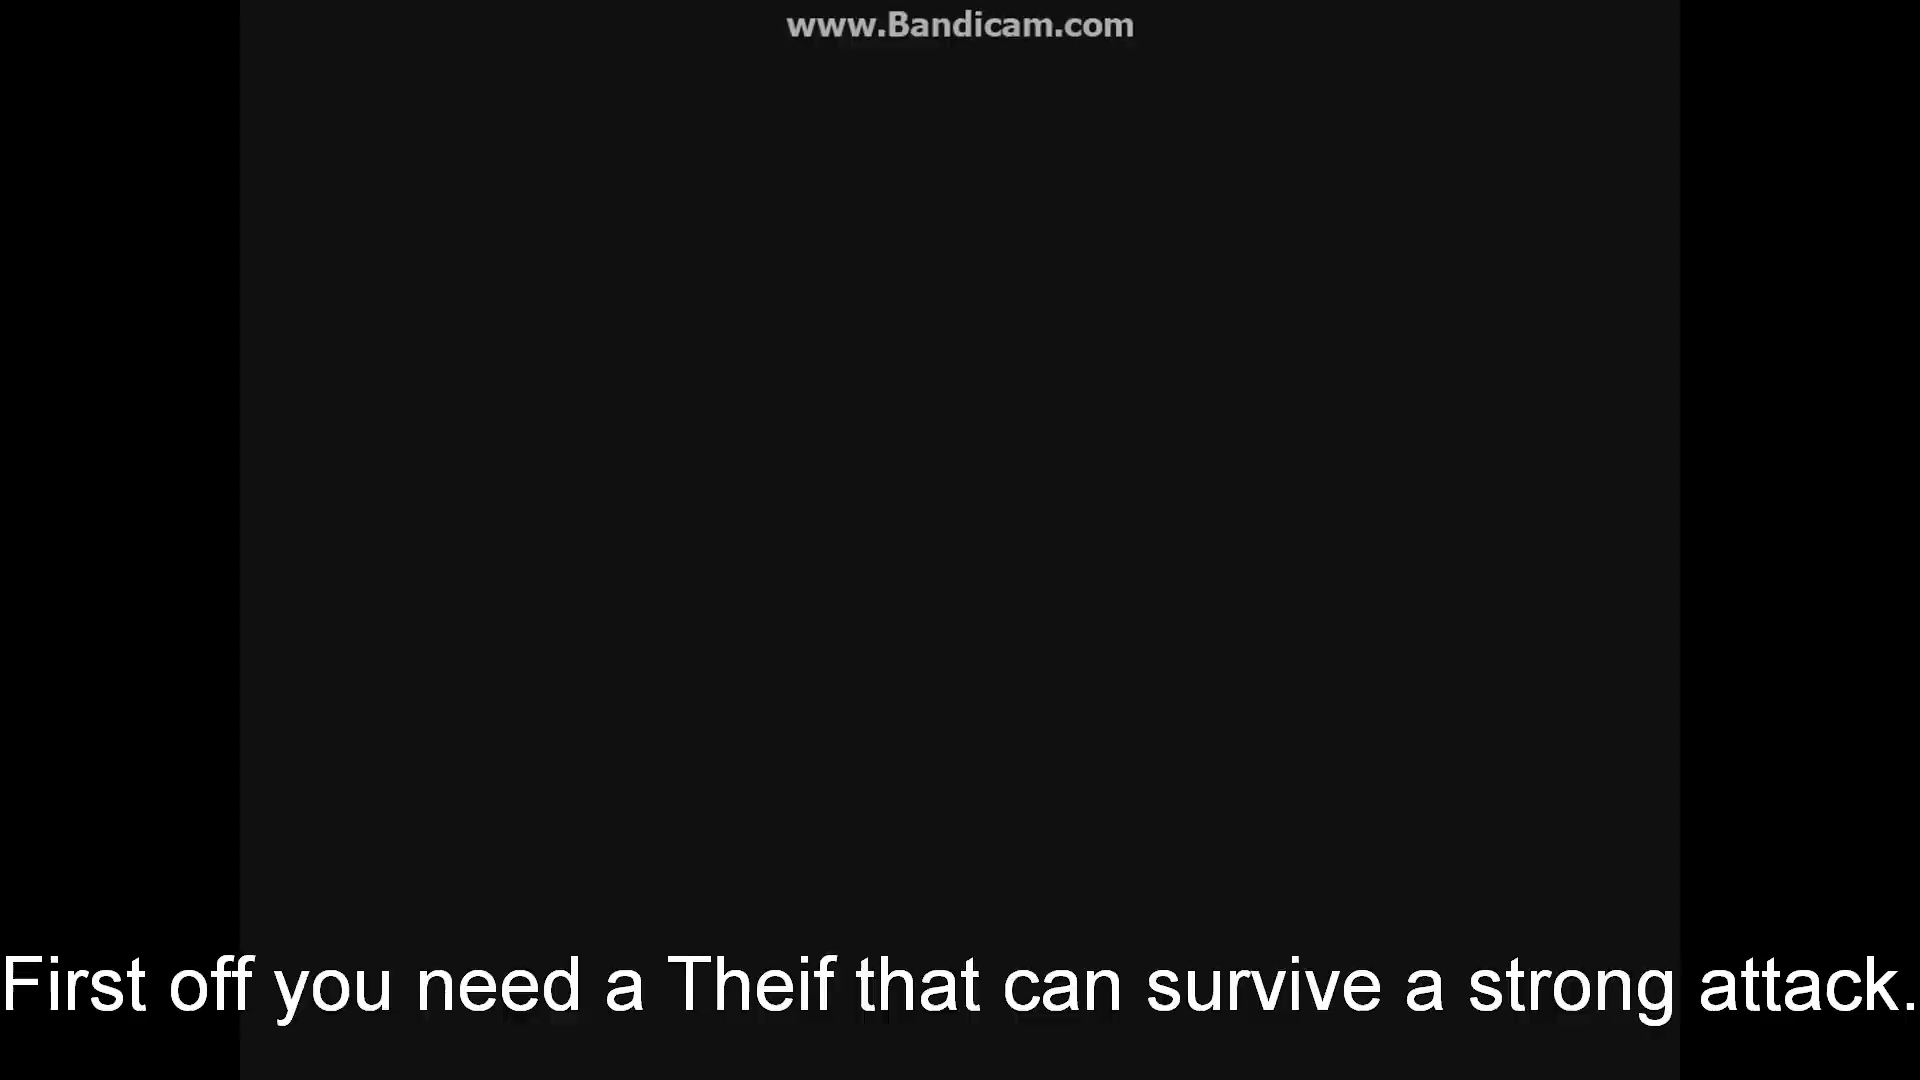 www.Bandicam.com
First off you need a Theif that can survive a strong attack.